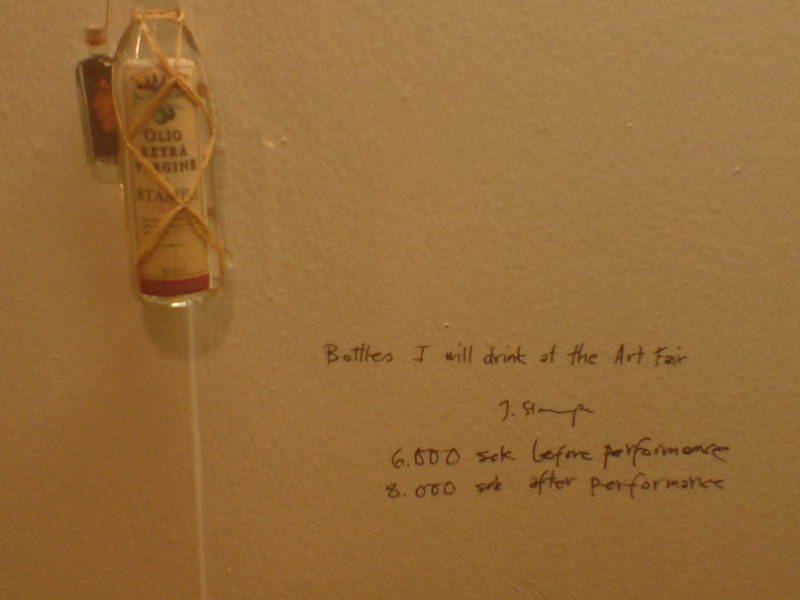 OLIO
EXTRA
VERGINE
Bottles I will drink at the Art Fair
6.000 sek before performance
8.000 sek after performance